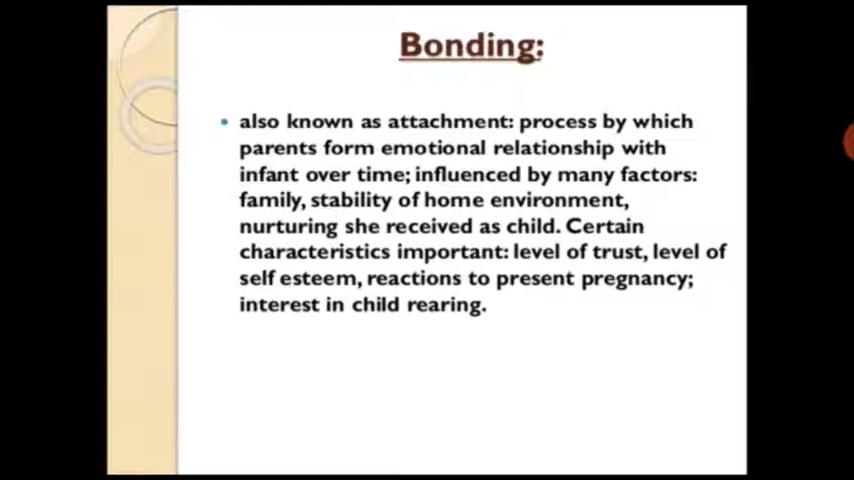 Bonding:
• also known as attachment: process by which
parents form emotional relationship with
infant over time; influenced by many factors:
family, stability of home environment,
nurturing she received as child. Certain
characteristics important: level of trust, level of
self esteem, reactions to present pregnancy;
interest in child rearing.